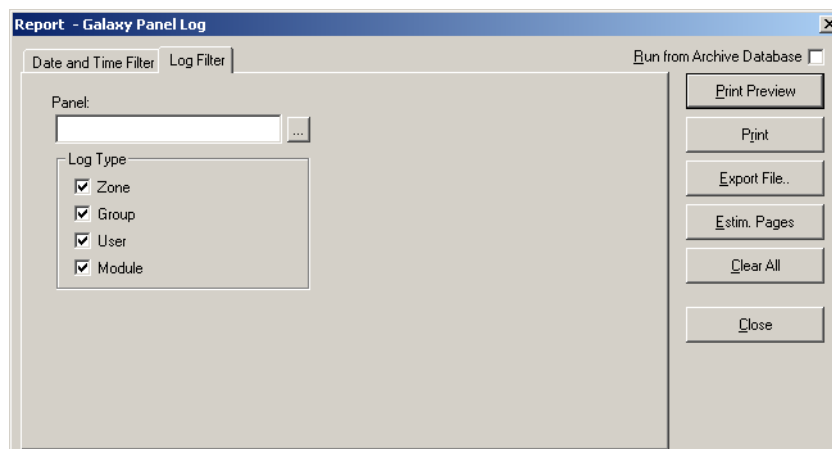 Report - Galaxy Panel Log
Date and Time Filter
Log Filter
Run from Archive Database
Panel:
...
Log Type
Zone
Group
User
Module
Print Preview
Print
Export File..
Estim. Pages
Clear All
Close